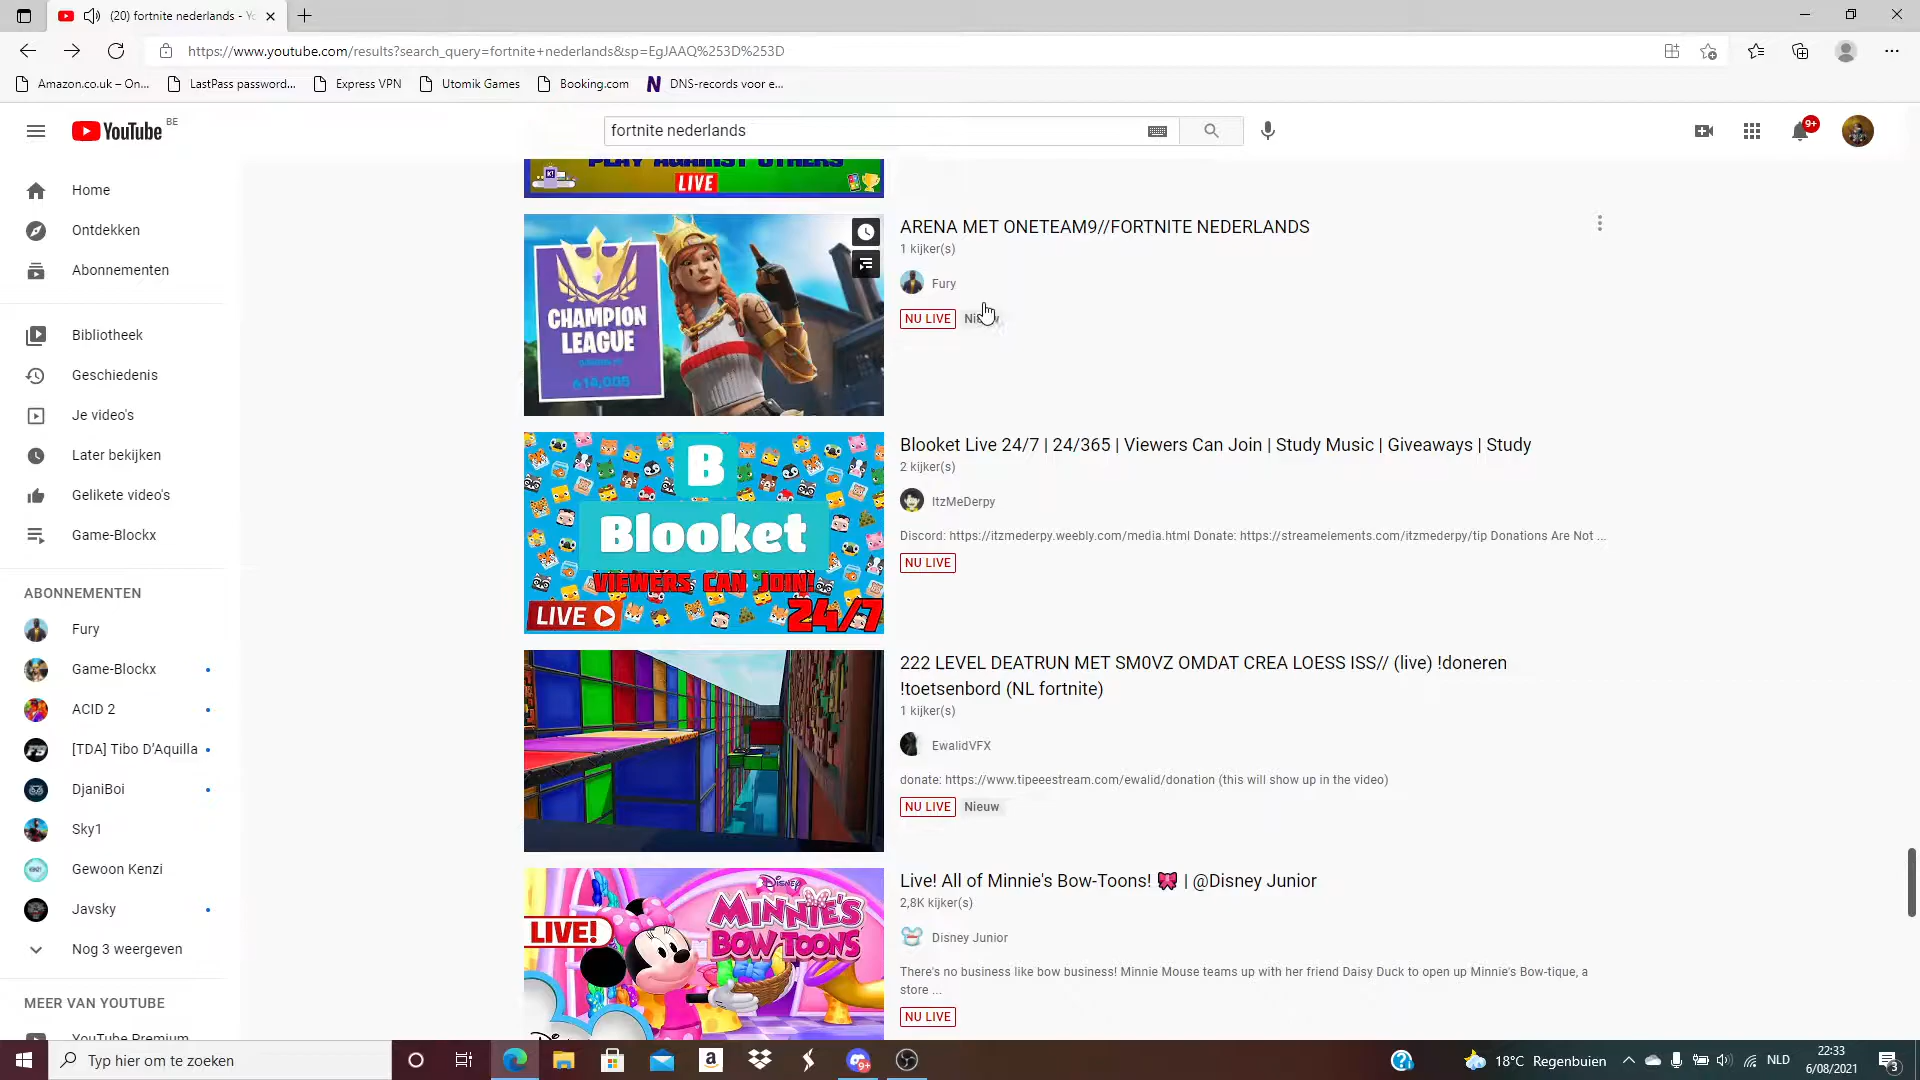 (20) fortnite nederlands - Yo
https://www.youtube.com/results?search_query=fortnite+nederlands&sp=EgJAAQ%253D%253D
Amazon.co.uk – On...
LastPass password...
Express VPN
Utomik Games
Booking.com
DNS-records voor e...
YouTube BE
fortnite nederlands
9+
Home
Ontdekken
Abonnementen
Bibliotheek
Geschiedenis
Je video's
Later bekijken
Gelikete video's
Game-Blockx
ABONNEMENTEN
Fury
Game-Blockx
ACID 2
[TDA] Tibo D'Aquilla
DjaniBoi
Sky1
Gewoon Kenzi
Javsky
Nog 3 weergeven
MEER VAN YOUTUBE
YouTube Premium
PLAY AGAINST OTHERS
LIVE
CHAMPION
LEAGUE
ARENA MET ONETEAM9//FORTNITE NEDERLANDS
1 kijker(s)
Fury
NU LIVE Nieuw
B
Blooket
VIEWERS CAN JOIN!
LIVE
24/7
Blooket Live 24/7 | 24/365 | Viewers Can Join | Study Music | Giveaways | Study
2 kijker(s)
ItzMeDerpy
Discord: https://itzmederpy.weebly.com/media.html Donate: https://streamelements.com/itzmederpy/tip Donations Are Not ...
NU LIVE
222 LEVEL DEATRUN MET SM0VZ OMDAT CREA LOESS ISS// (live) !doneren
!toetsenbord (NL fortnite)
1 kijker(s)
EwalidVFX
donate: https://www.tipeeestream.com/ewalid/donation (this will show up in the video)
NU LIVE Nieuw
Disney
MINNIE'S
BOW TOONS
LIVE!
Live! All of Minnie's Bow-Toons! 🎀 | @Disney Junior
2,8K kijker(s)
Disney Junior
There's no business like bow business! Minnie Mouse teams up with her friend Daisy Duck to open up Minnie's Bow-tique, a
store ...
NU LIVE
Typ hier om te zoeken
9+
18°C Regenbuien
NLD
22:33
6/08/2021
3